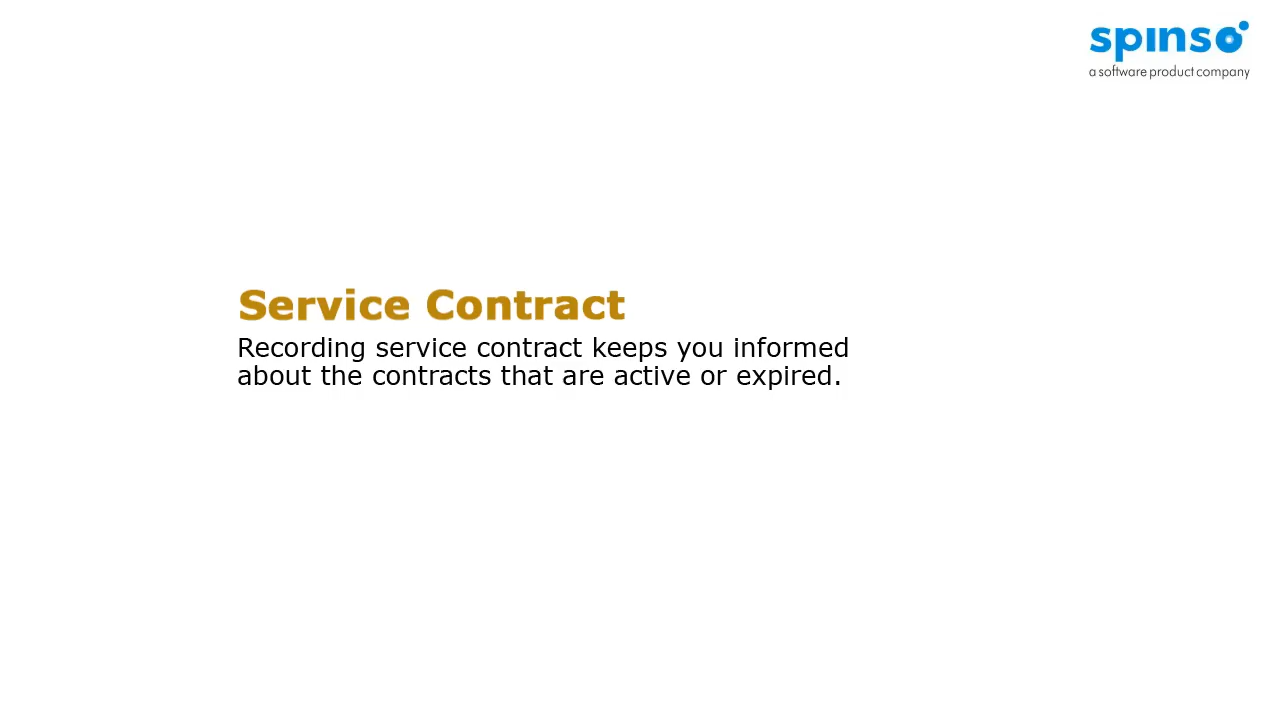 spinso
a software product company
Service Contract
Recording service contract keeps you informed
about the contracts that are active or expired.